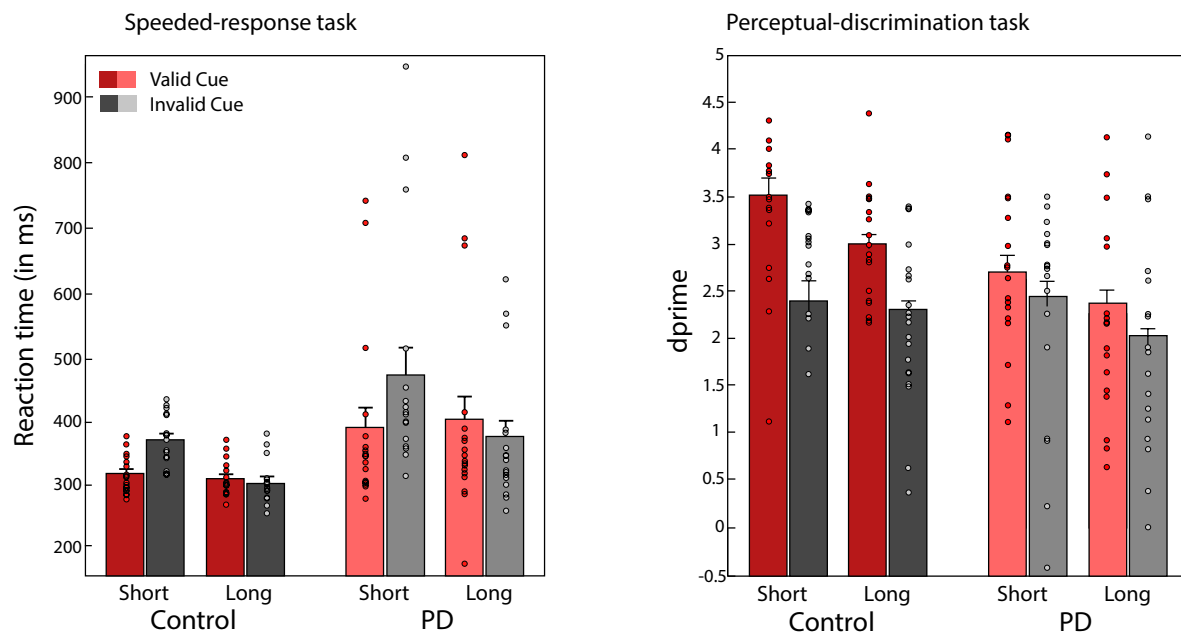 Speeded-response task
Valid Cue
Invalid Cue
Reaction time (in ms)
900
800
700
600
500
400
300
200
Short Long Short Long
Control PD
Perceptual-discrimination task
dprime
5
4.5
4
3.5
3
2.5
2
1.5
1
0
-0.5
Short Long Short Long
Control PD